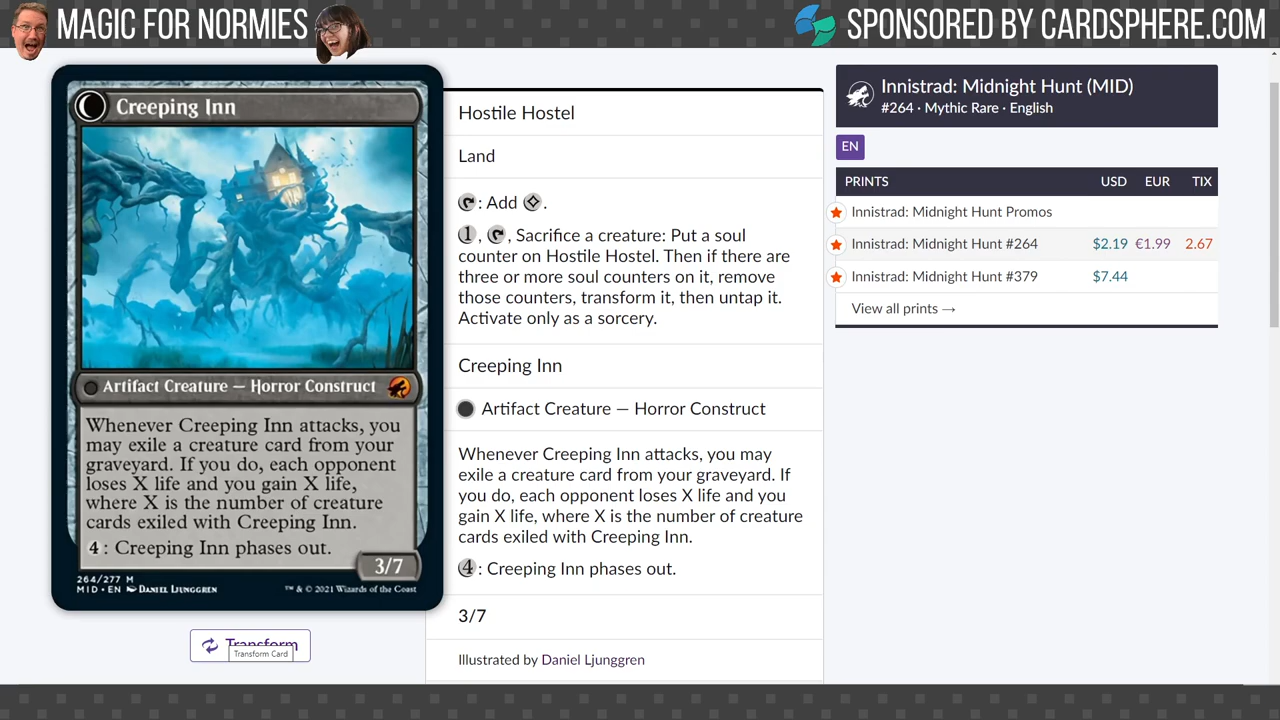 MAGIC FOR NORMIES
SPONSORED BY CARDSPHERE.COM
Creeping Inn
Artifact Creature — Horror Construct
Whenever Creeping Inn attacks, you
may exile a creature card from your
graveyard. If you do, each opponent
loses X life and you gain X life,
where X is the number of creature
cards exiled with Creeping Inn.
4: Creeping Inn phases out.
3/7
264/277 M
MID • EN Daniel Ljunggren
™ & © 2021 Wizards of the Coast
Transform
Transform Card
Hostile Hostel
Land
: Add .
1, , Sacrifice a creature: Put a soul
counter on Hostile Hostel. Then if there are
three or more soul counters on it, remove
those counters, transform it, then untap it.
Activate only as a sorcery.
Creeping Inn
Artifact Creature — Horror Construct
Whenever Creeping Inn attacks, you may
exile a creature card from your graveyard. If
you do, each opponent loses X life and you
gain X life, where X is the number of creature
cards exiled with Creeping Inn.
4: Creeping Inn phases out.
3/7
Illustrated by Daniel Ljunggren
Innistrad: Midnight Hunt (MID)
#264 · Mythic Rare · English
EN
PRINTS USD EUR TIX
Innistrad: Midnight Hunt Promos
Innistrad: Midnight Hunt #264 $2.19 €1.99 2.67
Innistrad: Midnight Hunt #379 $7.44
View all prints →